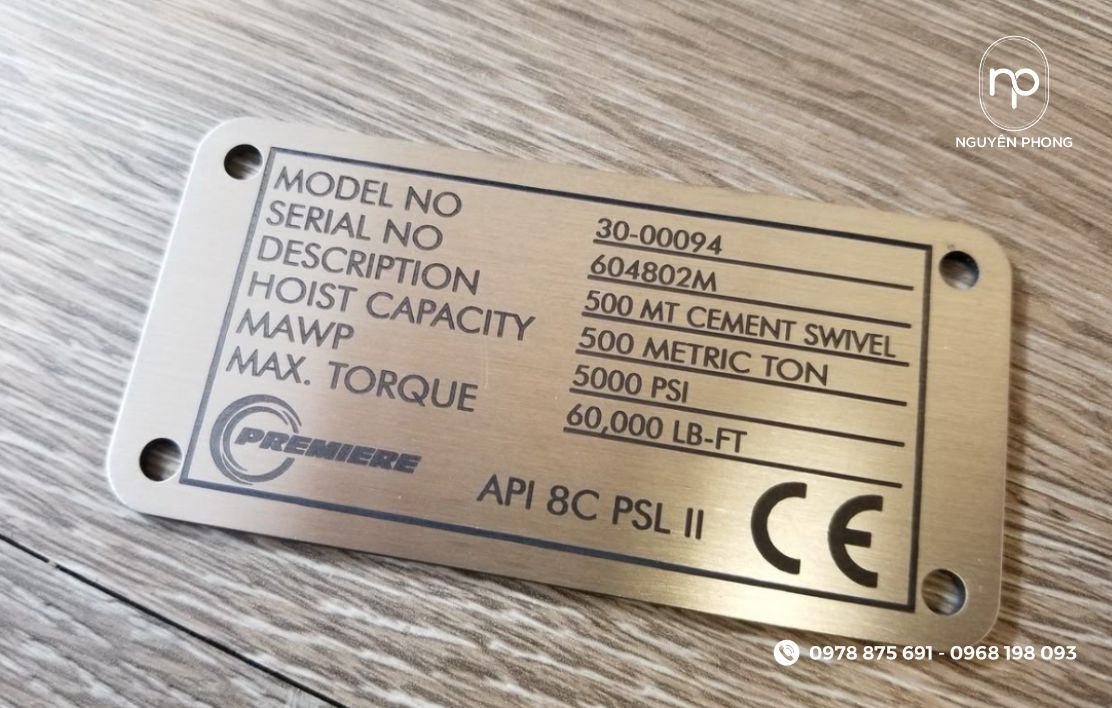 np
NGUYÊN PHONG
MODEL NO 30-00094
SERIAL NO 604802M
DESCRIPTION 500 MT CEMENT SWIVEL
HOIST CAPACITY 500 METRIC TON
MAWP 5000 PSI
MAX. TORQUE 60,000 LB-FT
PREMIERE
API 8C PSL II CE
0978 875 691 - 0968 198 093